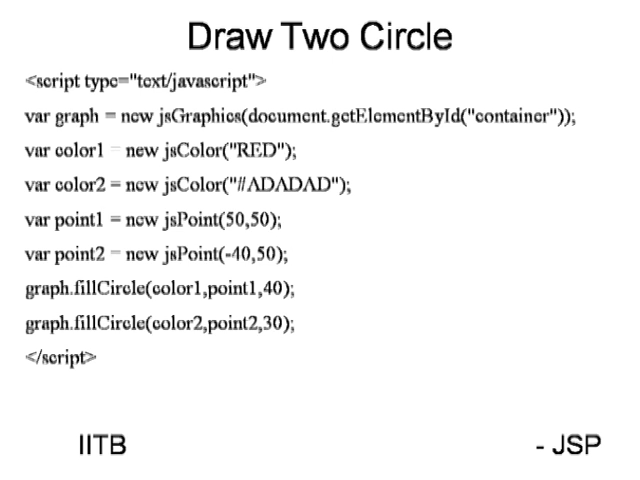 Draw Two Circle
<script type="text/javascript">
var graph = new jsGraphics(document.getElementById("container"));
var color1 = new jsColor("RED");
var color2 = new jsColor("#ADADAD");
var point1 = new jsPoint(50,50);
var point2 = new jsPoint(-40,50);
graph.fillCircle(color1,point1,40);
graph.fillCircle(color2,point2,30);
</script>
IITB - JSP